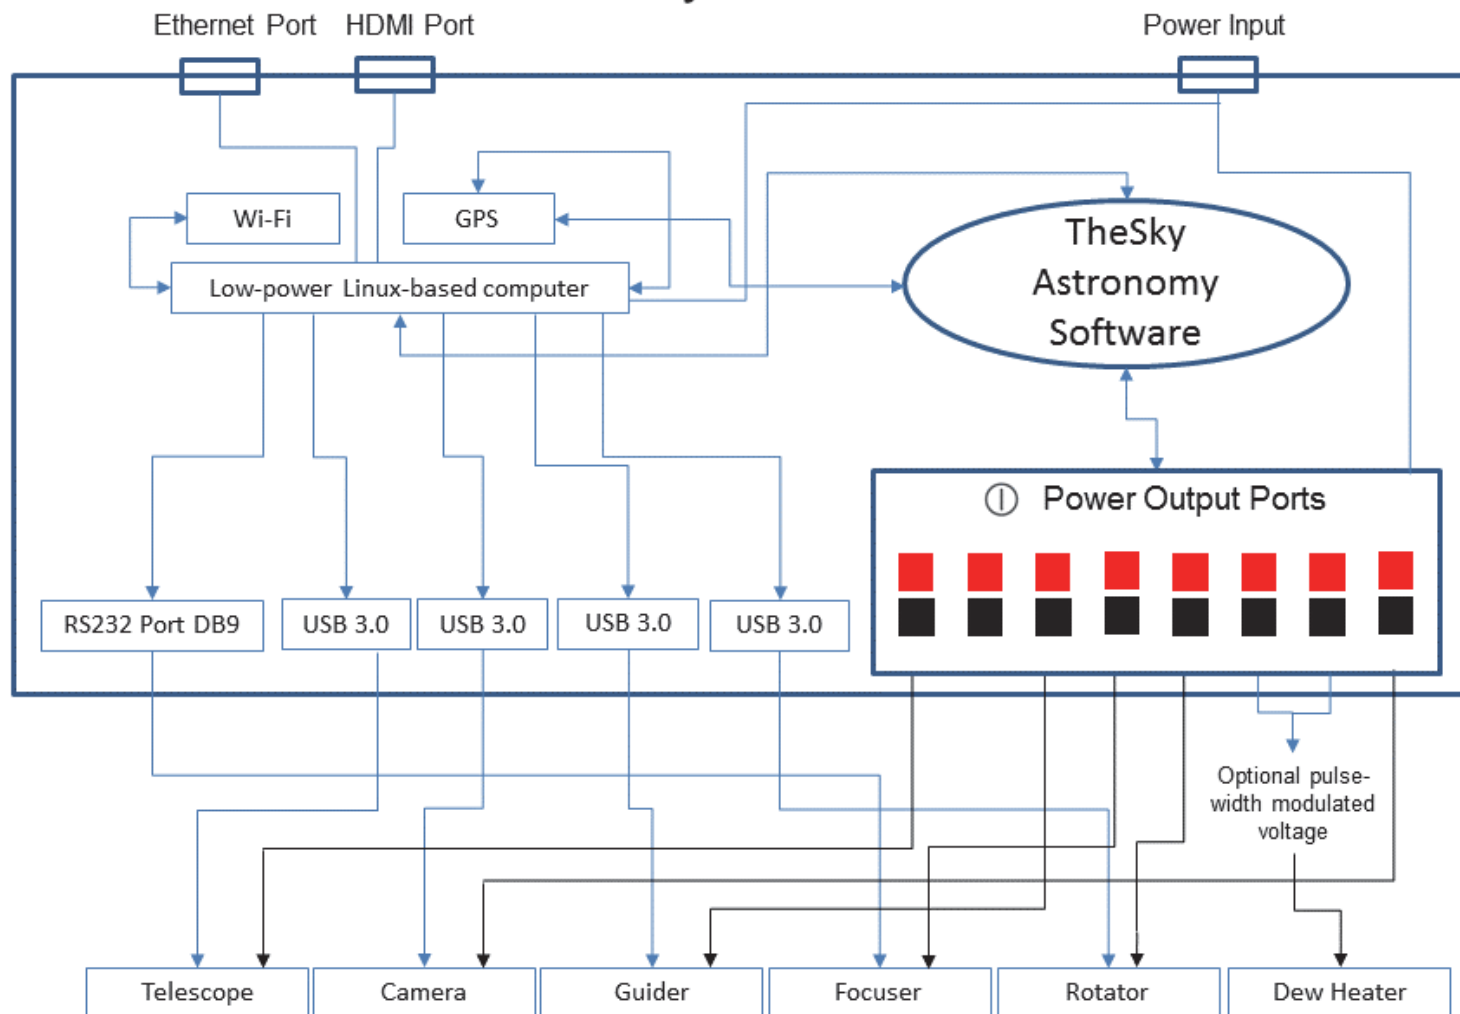 Ethernet Port
HDMI Port
Power Input
Wi-Fi
GPS
TheSky
Astronomy
Software
Low-power Linux-based computer
Power Output Ports
RS232 Port DB9
USB 3.0
USB 3.0
USB 3.0
USB 3.0
Optional pulse-
width modulated
voltage
Telescope
Camera
Guider
Focuser
Rotator
Dew Heater